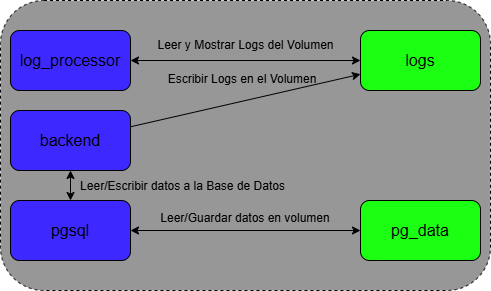 log_processor
Leer y Mostrar Logs del Volumen
logs
Escribir Logs en el Volumen
backend
Leer/Escribir datos a la Base de Datos
pgsql
Leer/Guardar datos en volumen
pg_data